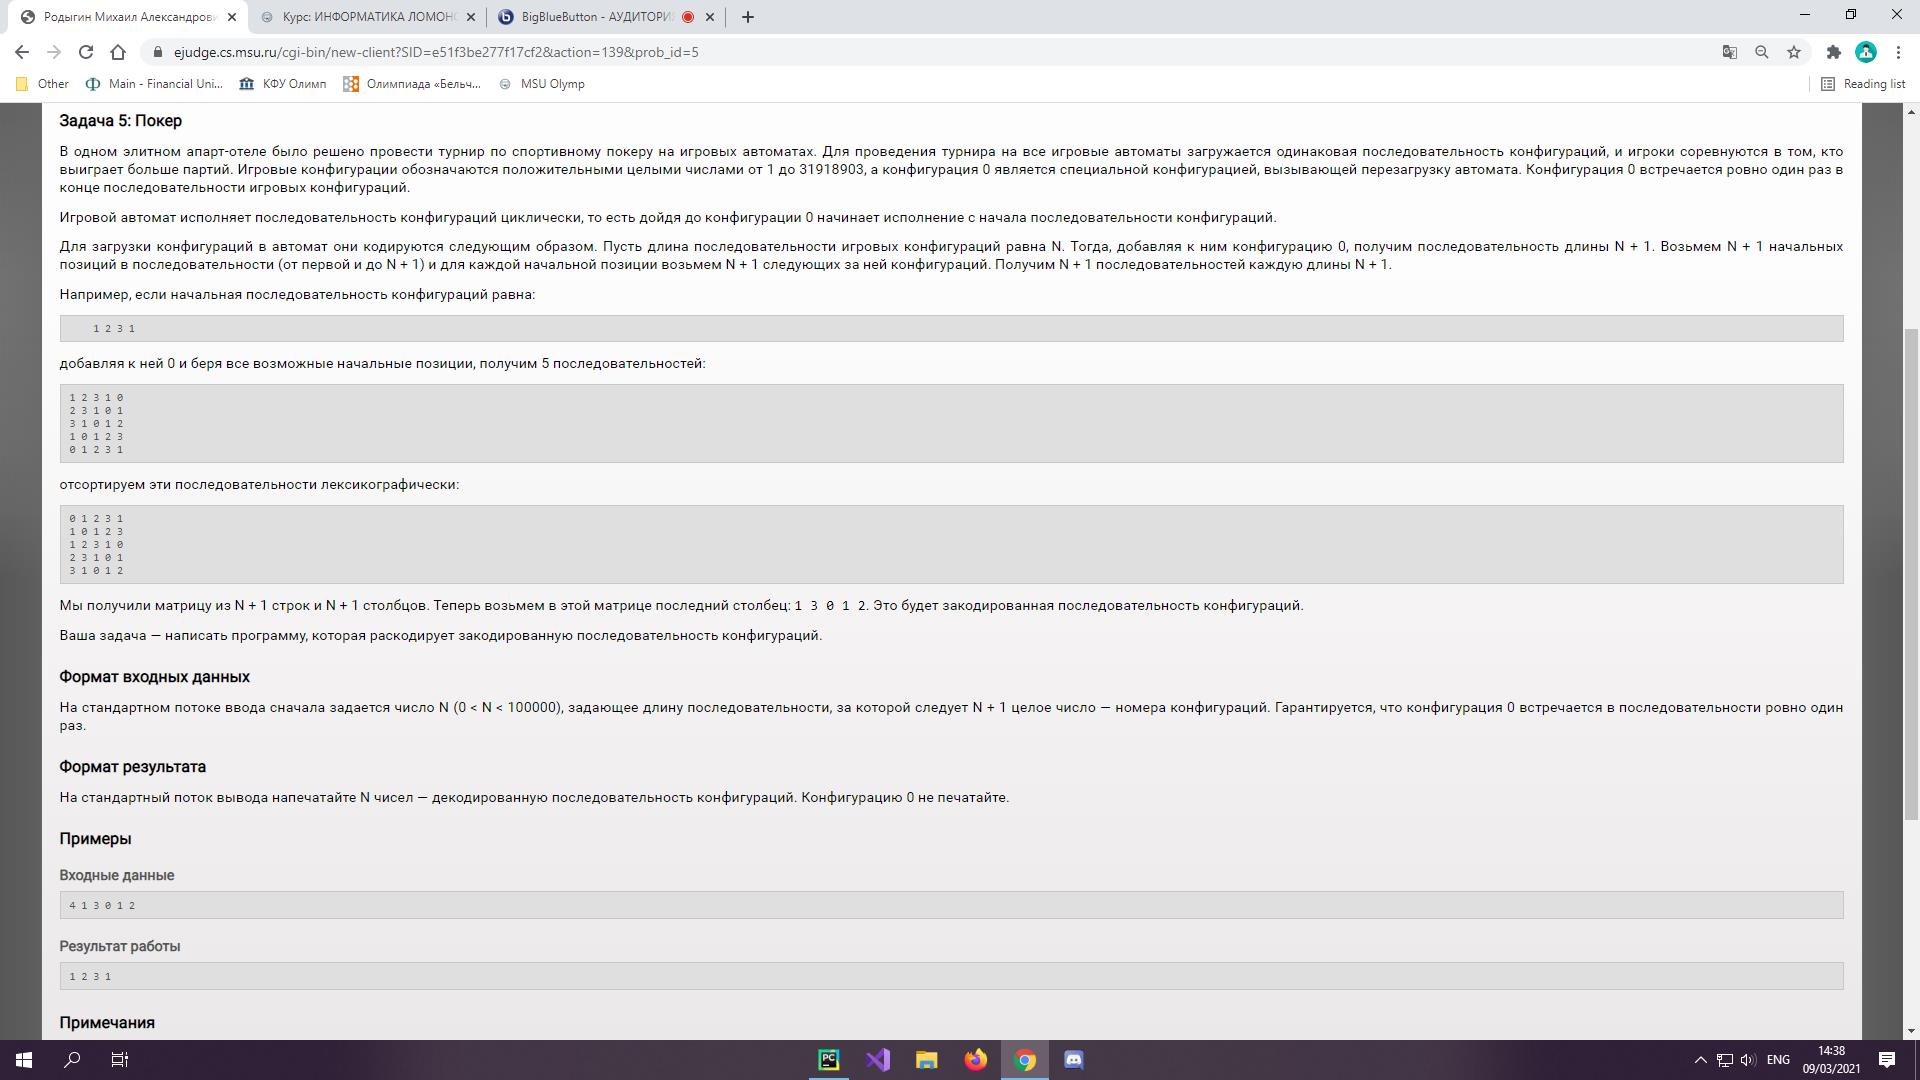 Родыгин Михаил Александрови
Курс: ИНФОРМАТИКА ЛОМОНО
BigBlueButton - АУДИТОРИ
ejudge.cs.msu.ru/cgi-bin/new-client?SID=e51f3be277f17cf2&action=139&prob_id=5
Other
Main - Financial Uni...
КФУ Олимп
Олимпиада «Бельч...
MSU Olymp
Reading list
Задача 5: Покер
В одном элитном апарт-отеле было решено провести турнир по спортивному покеру на игровых автоматах. Для проведения турнира на все игровые автоматы загружается одинаковая последовательность конфигураций, и игроки соревнуются в том, кто
выиграет больше партий. Игровые конфигурации обозначаются положительными целыми числами от 1 до 31918903, а конфигурация 0 является специальной конфигурацией, вызывающей перезагрузку автомата. Конфигурация 0 встречается ровно один раз в
конце последовательности игровых конфигураций.
Игровой автомат исполняет последовательность конфигураций циклически, то есть дойдя до конфигурации 0 начинает исполнение с начала последовательности конфигураций.
Для загрузки конфигураций в автомат они кодируются следующим образом. Пусть длина последовательности игровых конфигураций равна N. Тогда, добавляя к ним конфигурацию 0, получим последовательность длины N + 1. Возьмем N + 1 начальных
позиций в последовательности (от первой и до N + 1) и для каждой начальной позиции возьмем N + 1 следующих за ней конфигураций. Получим N + 1 последовательностей каждую длины N + 1.
Например, если начальная последовательность конфигураций равна:
1 2 3 1
добавляя к ней 0 и беря все возможные начальные позиции, получим 5 последовательностей:
1 2 3 1 0
2 3 1 0 1
3 1 0 1 2
1 0 1 2 3
0 1 2 3 1
отсортируем эти последовательности лексикографически:
0 1 2 3 1
1 0 1 2 3
1 2 3 1 0
2 3 1 0 1
3 1 0 1 2
Мы получили матрицу из N + 1 строк и N + 1 столбцов. Теперь возьмем в этой матрице последний столбец: 1 3 0 1 2. Это будет закодированная последовательность конфигураций.
Ваша задача — написать программу, которая раскодирует закодированную последовательность конфигураций.
Формат входных данных
На стандартном потоке ввода сначала задается число N (0 < N < 100000), задающее длину последовательности, за которой следует N + 1 целое число — номера конфигураций. Гарантируется, что конфигурация 0 встречается в последовательности ровно один
раз.
Формат результата
На стандартный поток вывода напечатайте N чисел — декодированную последовательность конфигураций. Конфигурацию 0 не печатайте.
Примеры
Входные данные
4 1 3 0 1 2
Результат работы
1 2 3 1
Примечания
PC
ENG
14:38
09/03/2021